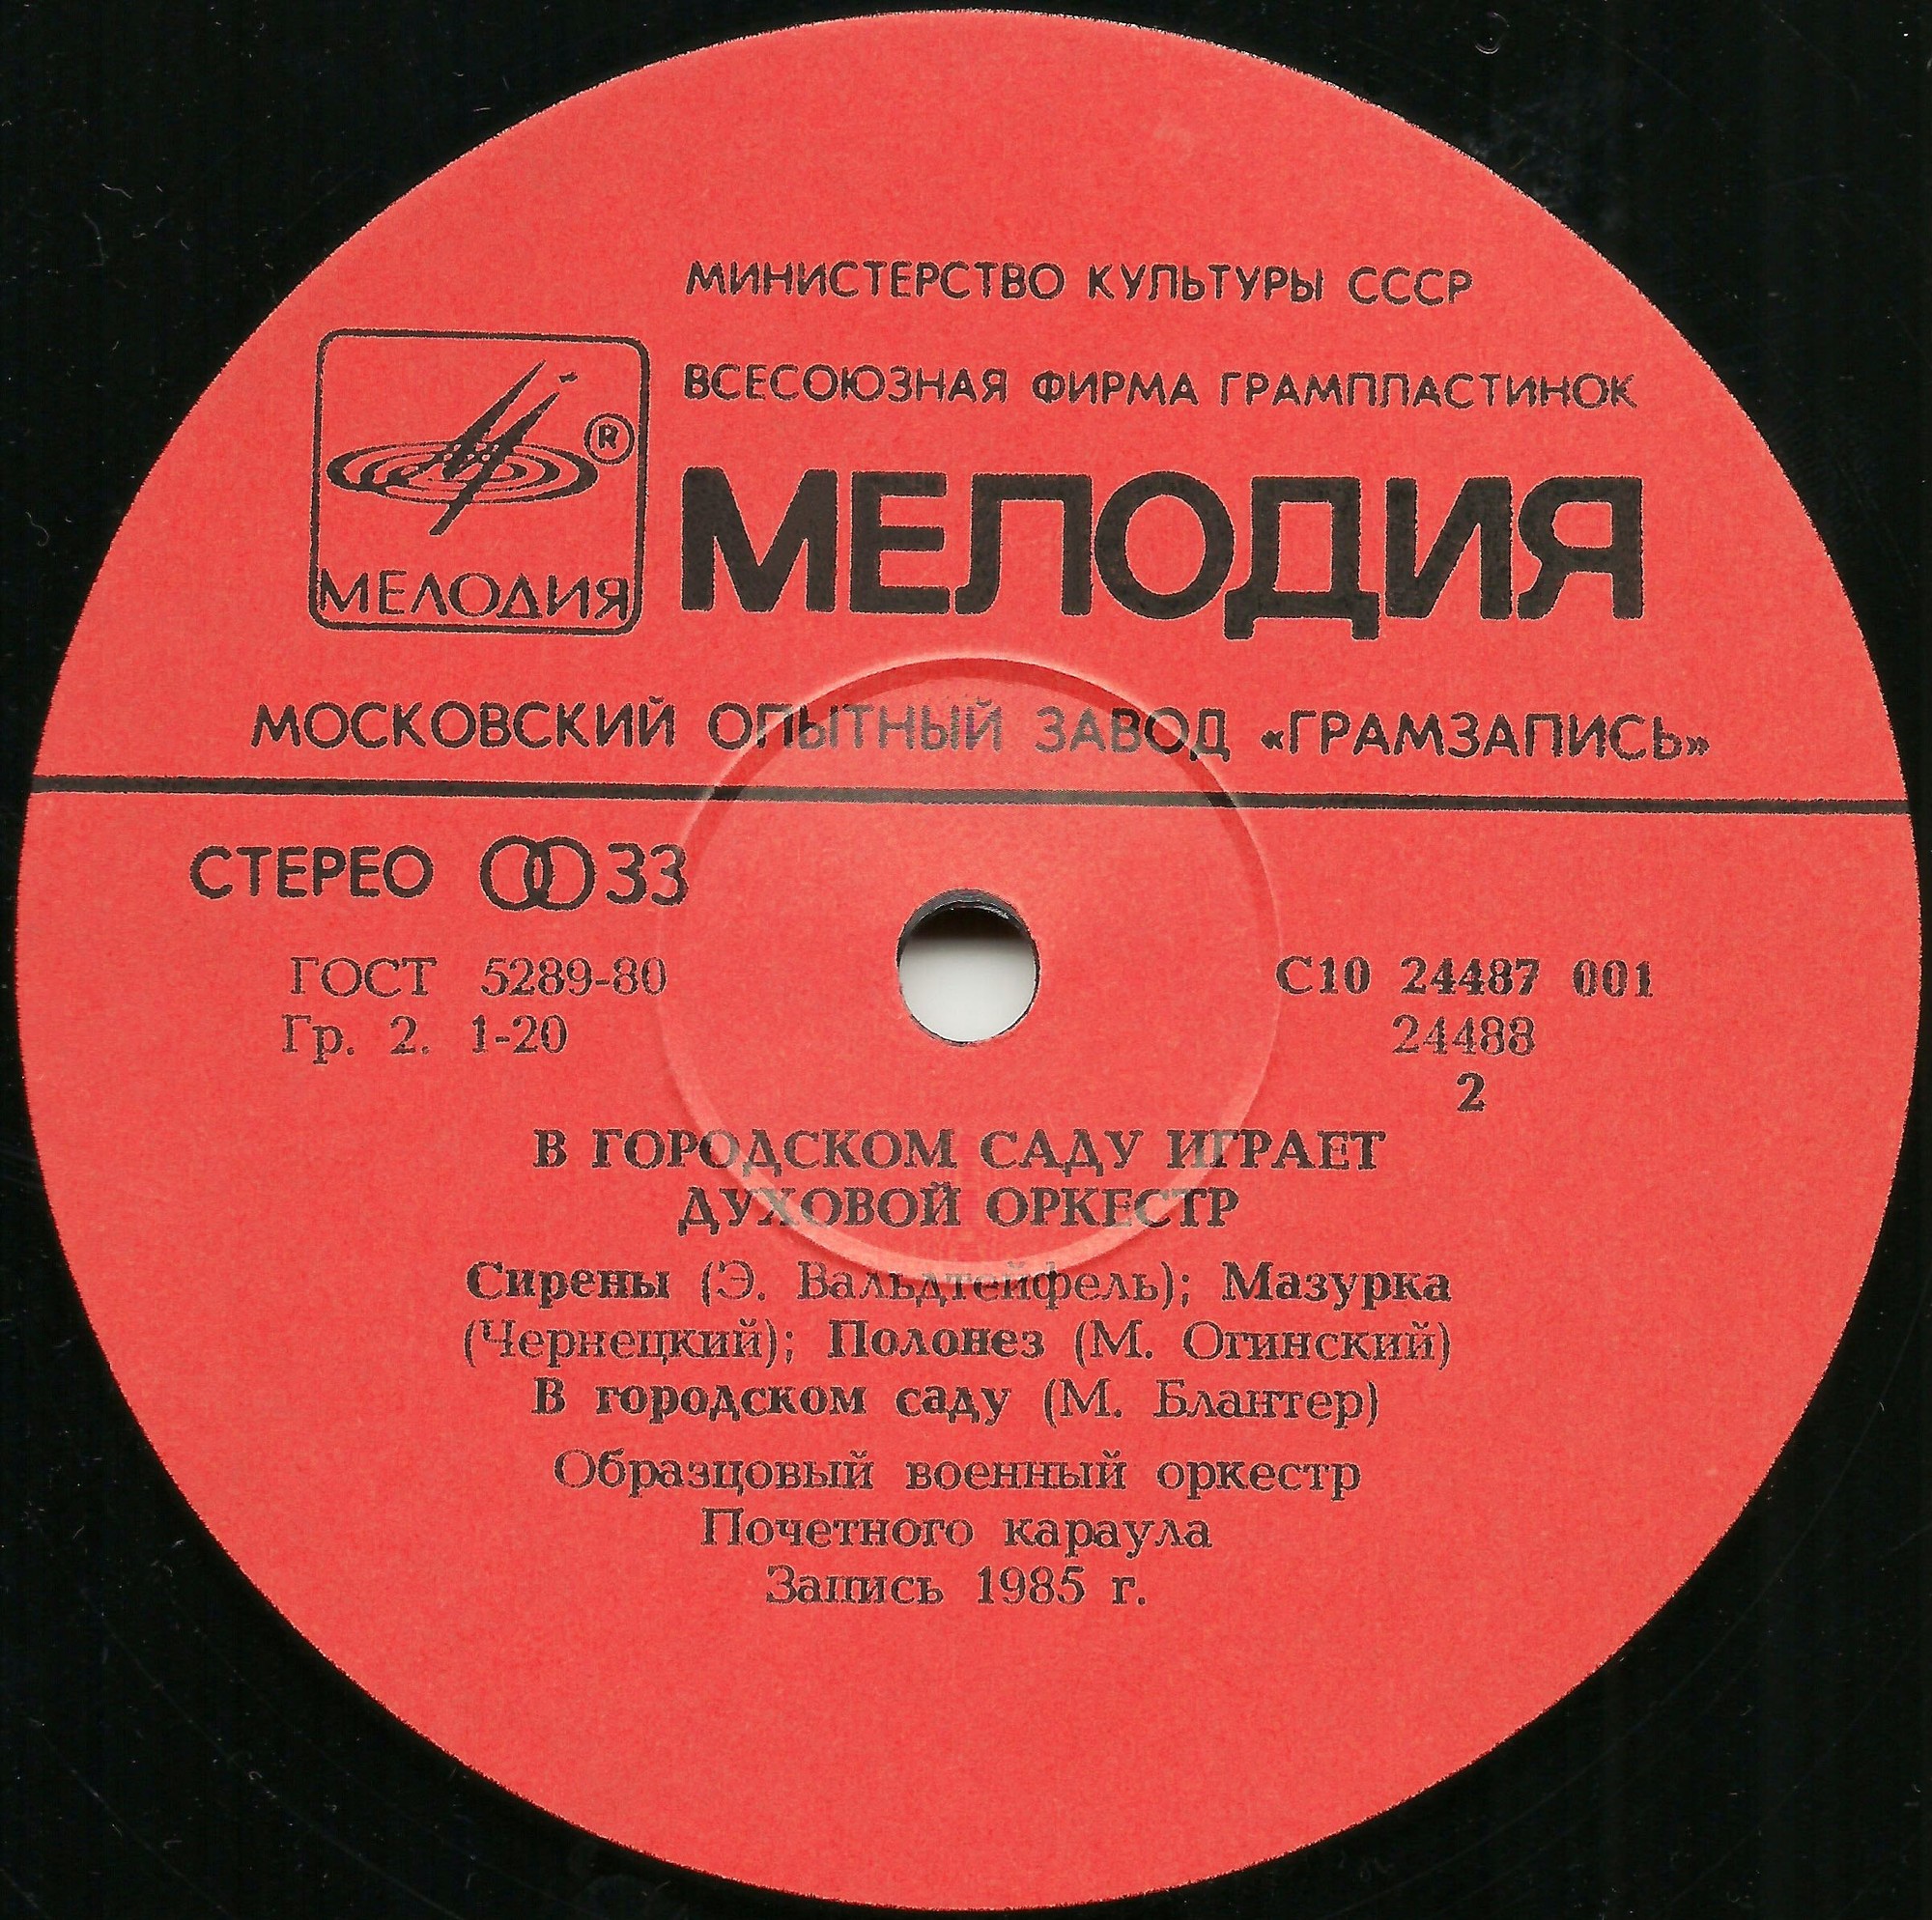 МИНИСТЕРСТВО КУЛЬТУРЫ СССР
ВСЕСОЮЗНАЯ ФИРМА ГРАМПЛАСТИНОК
®
МЕЛОДИЯ
МЕЛОДИЯ
МОСКОВСКИЙ ОПЫТНЫЙ ЗАВОД «ГРАМЗАПИСЬ»
СТЕРЕО 33
ГОСТ 5289-80
Гр. 2. 1-20
С10 24487 001
24488
2
В ГОРОДСКОМ САДУ ИГРАЕТ
ДУХОВОЙ ОРКЕСТР
Сирены (Э. Вальдтейфель); Мазурка
(Чернецкий); Полонез (М. Огинский)
В городском саду (М. Блантер)
Образцовый военный оркестр
Почетного караула
Запись 1985 г.